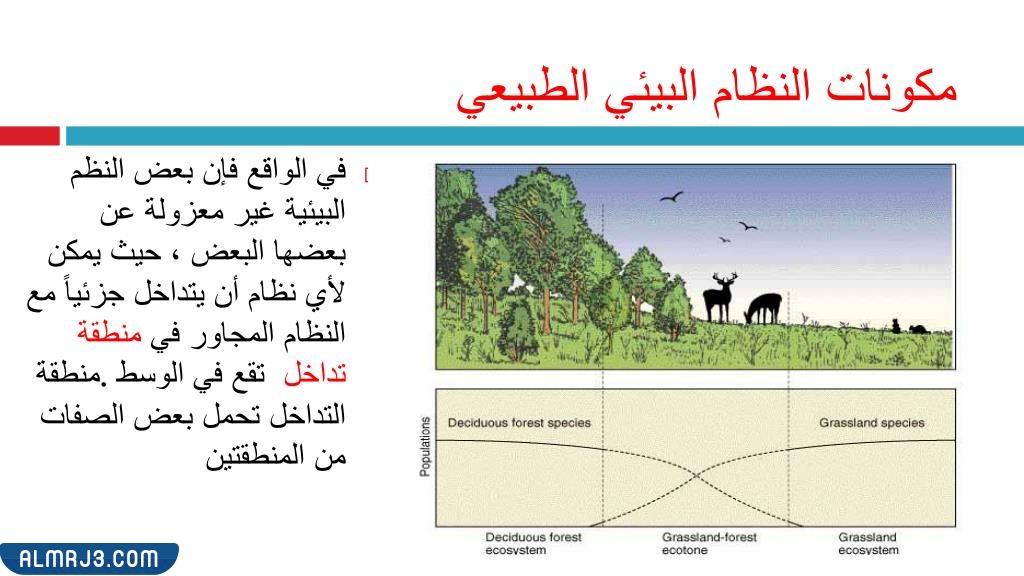 مكونات النظام البيئي الطبيعي
في الواقع فإن بعض النظم
البيئية غير معزولة عن
بعضها البعض ، حيث يمكن
لأي نظام أن يتداخل جزئياً مع
النظام المجاور في منطقة
تداخل تقع في الوسط .منطقة
التداخل تحمل بعض الصفات
من المنطقتين
Populations
Deciduous forest species
Grassland species
Deciduous forest
ecosystem
Grassland-forest
ecotone
Grassland
ecosystem
ALMRJ3.COM